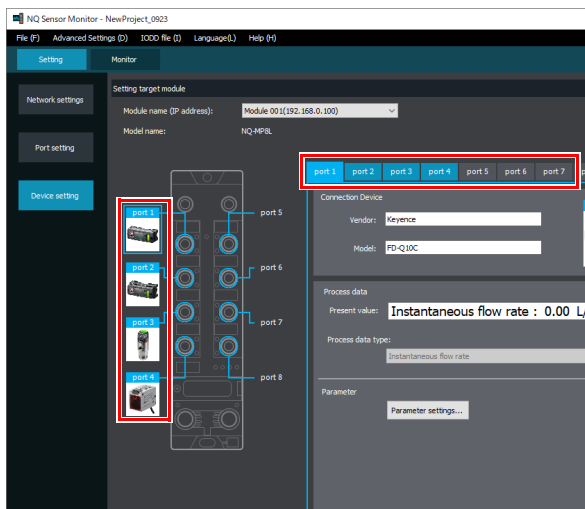 NQ Sensor Monitor - NewProject_0923
File (F) Advanced Settings (D) IODD file (I) Language(L) Help (H)
Setting Monitor
Network settings
Port setting
Device setting
Setting target module
Module name (IP address): Module 001(192.168.0.100)
Model name: NQ-MP8L
port 1 port 2 port 3 port 4 port 5 port 6 port 7
port 1 port 5
port 2 port 6
port 3 port 7
port 4 port 8
Connection Device
Vendor: Keyence
Model: FD-Q10C
Process data
Present value: Instantaneous flow rate : 0.00 L/
Process data type:
Instantaneous flow rate
Parameter
Parameter settings...